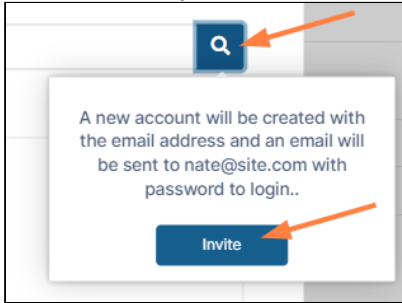 A new account will be created with
the email address and an email will
be sent to nate@site.com with
password to login..
Invite